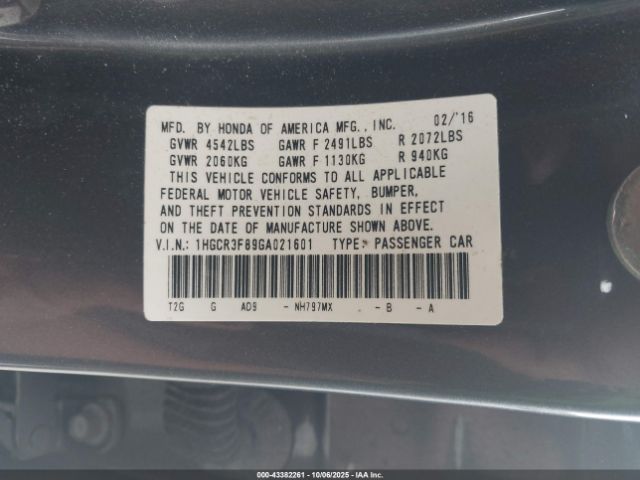 MFD. BY HONDA OF AMERICA MFG., INC. 02/'16
GVWR 4542LBS GAWR F 2491LBS R 2072LBS
GVWR 2060KG GAWR F 1130KG R 940KG
THIS VEHICLE CONFORMS TO ALL APPLICABLE
FEDERAL MOTOR VEHICLE SAFETY, BUMPER,
AND THEFT PREVENTION STANDARDS IN EFFECT
ON THE DATE OF MANUFACTURE SHOWN ABOVE.
V.I.N.: 1HGCR3F89GA021601 TYPE: PASSENGER CAR
T2G G AD9 - NH797MX - B - A
000-43382261 - 10/06/2025 - IAA Inc.